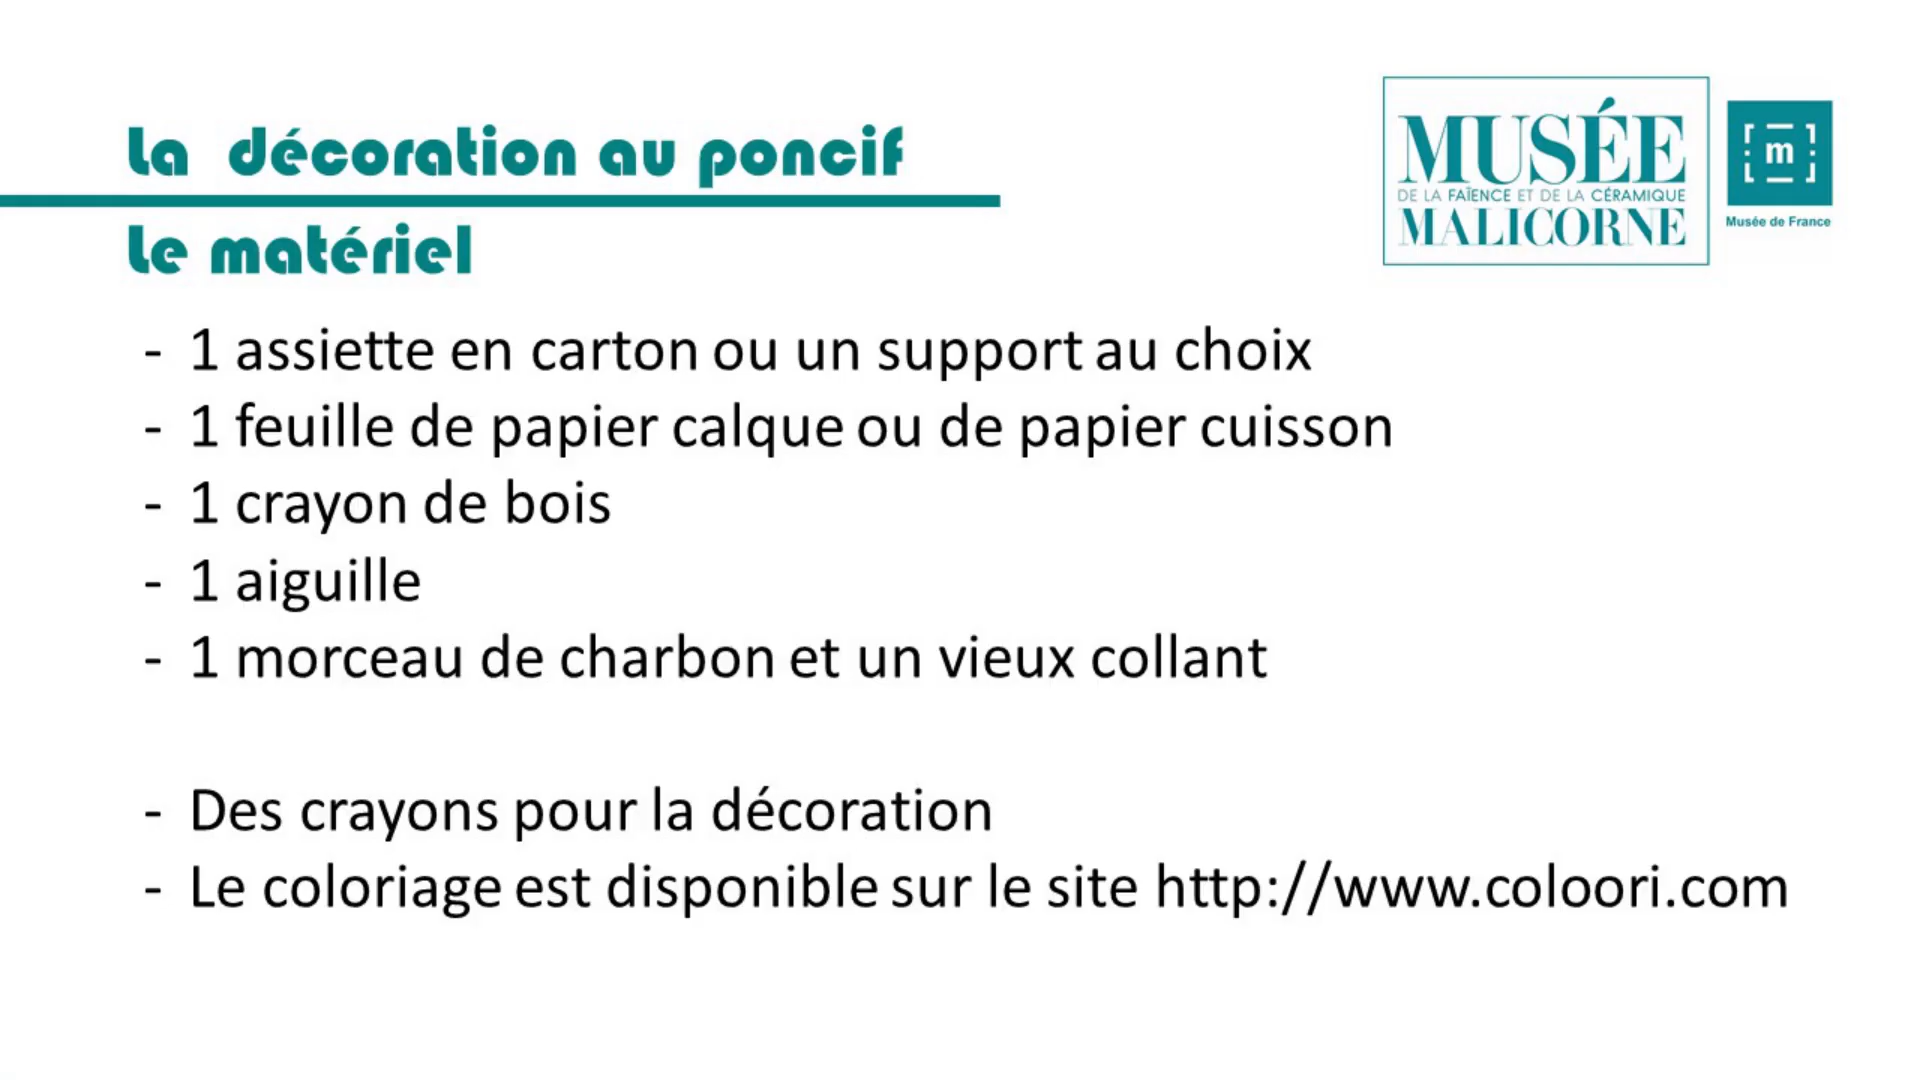 La décoration au poncif
Le matériel
MUSÉE
DE LA FAÏENCE ET DE LA CÉRAMIQUE
MALICORNE
m
Musée de France
- 1 assiette en carton ou un support au choix
- 1 feuille de papier calque ou de papier cuisson
- 1 crayon de bois
- 1 aiguille
- 1 morceau de charbon et un vieux collant
- Des crayons pour la décoration
- Le coloriage est disponible sur le site http://www.coloori.com